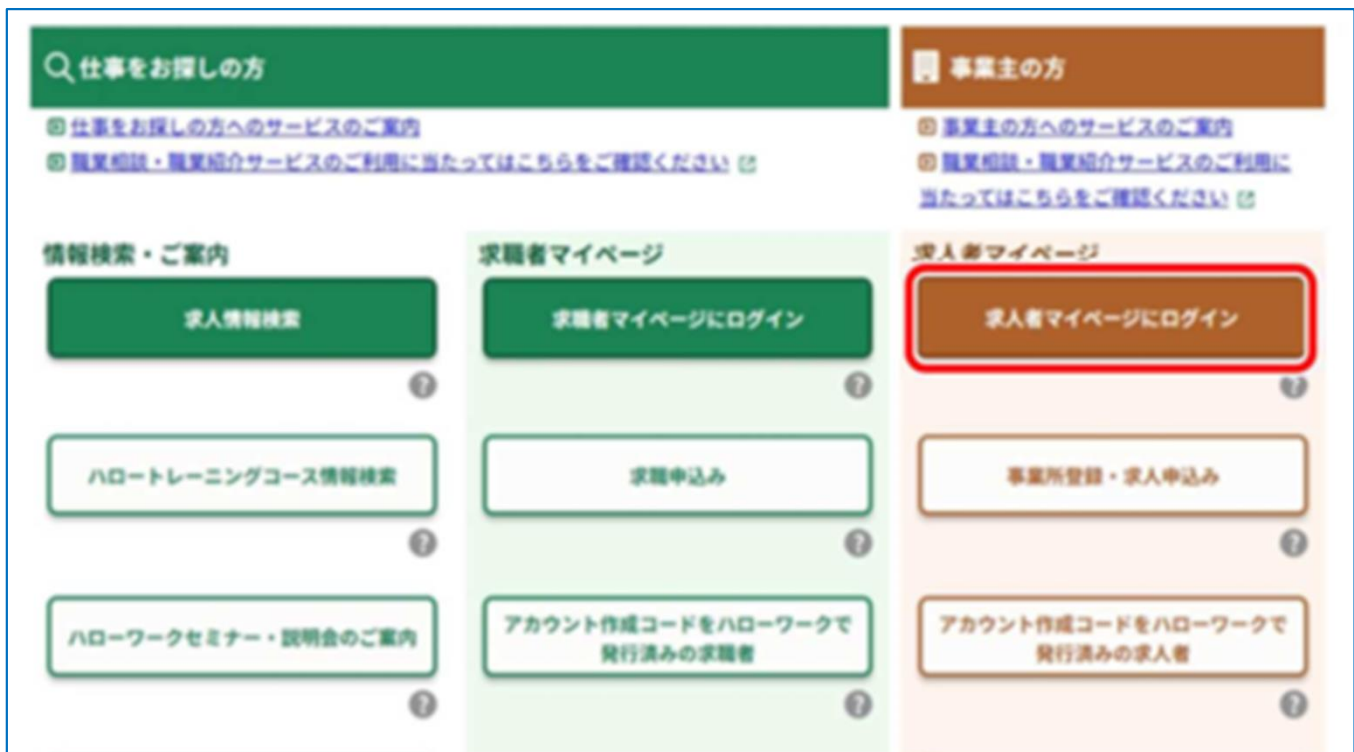 仕事をお探しの方
仕事をお探しの方へのサービスのご案内
職業相談・職業紹介サービスのご利用に当たってはこちらをご確認ください
情報検索・ご案内
求人情報検索
?
ハロートレーニングコース情報検索
?
ハローワークセミナー・説明会のご案内
?
求職者マイページ
求職者マイページにログイン
?
求職申込み
?
アカウント作成コードをハローワークで
発行済みの求職者
?
事業主の方
事業主の方へのサービスのご案内
職業相談・職業紹介サービスのご利用に
当たってはこちらをご確認ください
求人者マイページ
求人者マイページにログイン
?
事業所登録・求人申込み
?
アカウント作成コードをハローワークで
発行済みの求人者
?